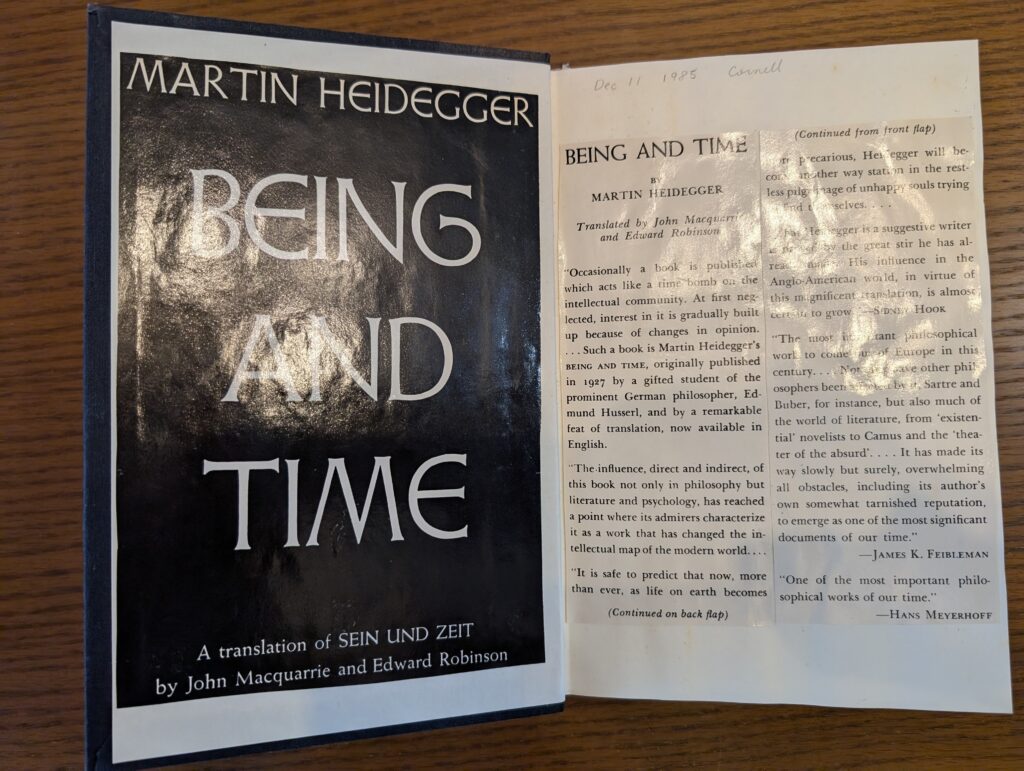 MARTIN HEIDEGGER
BEING
AND
TIME
A translation of SEIN UND ZEIT
by John Macquarrie and Edward Robinson
Dec 11 1985 Cornell
BEING AND TIME
BY
MARTIN HEIDEGGER
Translated by John Macquarrie
and Edward Robinson
"Occasionally a book is published
which acts like a time bomb on the
intellectual community. At first neg-
lected, interest in it is gradually built
up because of changes in opinion.
. . . Such a book is Martin Heidegger's
BEING AND TIME, originally published
in 1927 by a gifted student of the
prominent German philosopher, Ed-
mund Husserl, and by a remarkable
feat of translation, now available in
English.
"The influence, direct and indirect, of
this book not only in philosophy but
literature and psychology, has reached
a point where its admirers characterize
it as a work that has changed the in-
tellectual map of the modern world. . . .
"It is safe to predict that now, more
than ever, as life on earth becomes
(Continued on back flap)
(Continued from front flap)
more precarious, Heidegger will be-
come another way station in the rest-
less pilgrimage of unhappy souls trying
find themselves. . . .
Heidegger is a suggestive writer
by the great stir he has al-
His influence in the
Anglo-American world, in virtue of
this magnificent translation, is almost
certain to grow." —SIDNEY HOOK
"The most important philosophical
work to come out of Europe in this
century. . . . Not have other phil-
osophers been by it, Sartre and
Buber, for instance, but also much of
the world of literature, from 'existen-
tial' novelists to Camus and the 'thea-
ter of the absurd'. . . . It has made its
way slowly but surely, overwhelming
all obstacles, including its author's
own somewhat tarnished reputation,
to emerge as one of the most significant
documents of our time."
—JAMES K. FEIBLEMAN
"One of the most important philo-
sophical works of our time."
—HANS MEYERHOFF